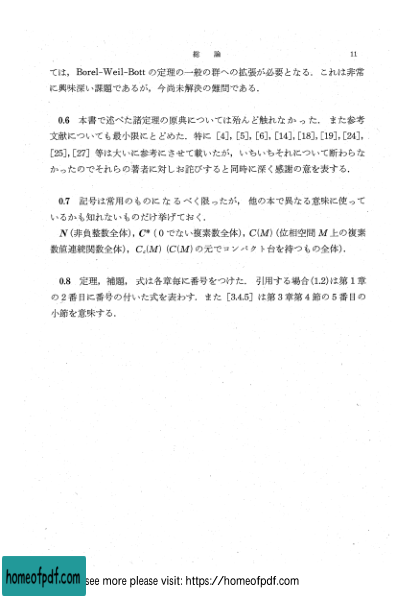 総　論　11
ては，Borel-Weil-Bott の定理の一般の群への拡張が必要となる．これは非常
に興味深い課題であるが，今尚未解決の難問である．
0.6　本書で述べた諸定理の原典については殆んど触れなかった．また参考
文献についても最小限にとどめた．特に [4], [5], [6], [14], [18], [19], [24],
[25], [27] 等は大いに参考にさせて戴いたが，いちいちそれについて断わらな
かったのでそれらの著者に対しお詫びすると同時に深く感謝の意を表する．
0.7　記号は常用のものになるべく限ったが，他の本で異なる意味に使って
いるかも知れないものだけ挙げておく．
N (非負整数全体)，C* (0 でない複素数全体)，C(M) (位相空間 M 上の複素
数値連続関数全体)，Cc(M) (C(M) の元でコンパクト台を持つもの全体)．
0.8　定理，補題，式は各章毎に番号をつけた．引用する場合(1.2)は第 1 章
の 2 番目に番号の付いた式を表わす．また [3.4.5] は第 3 章第 4 節の 5 番目の
小節を意味する．
homeofpdf.com
see more please visit: https://homeofpdf.com